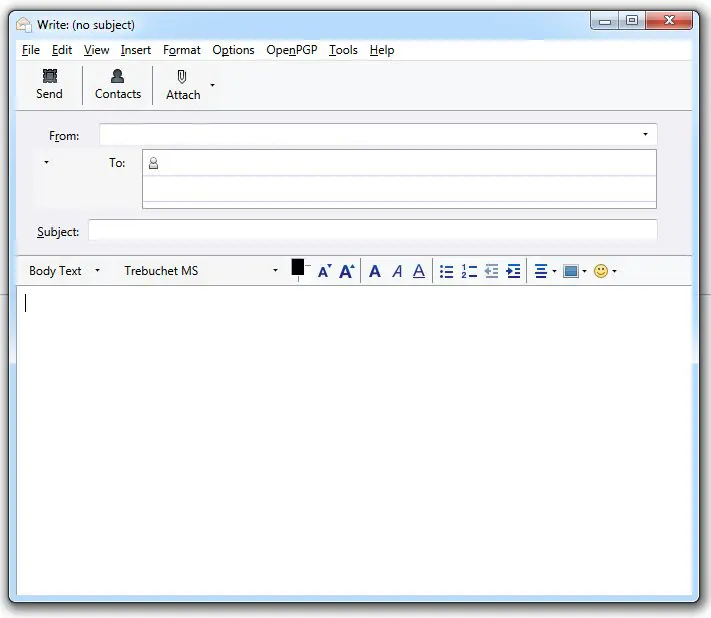 Write: (no subject)
File Edit View Insert Format Options OpenPGP Tools Help
Send Contacts Attach
From:
To:
Subject:
Body Text Trebuchet MS A A A A A